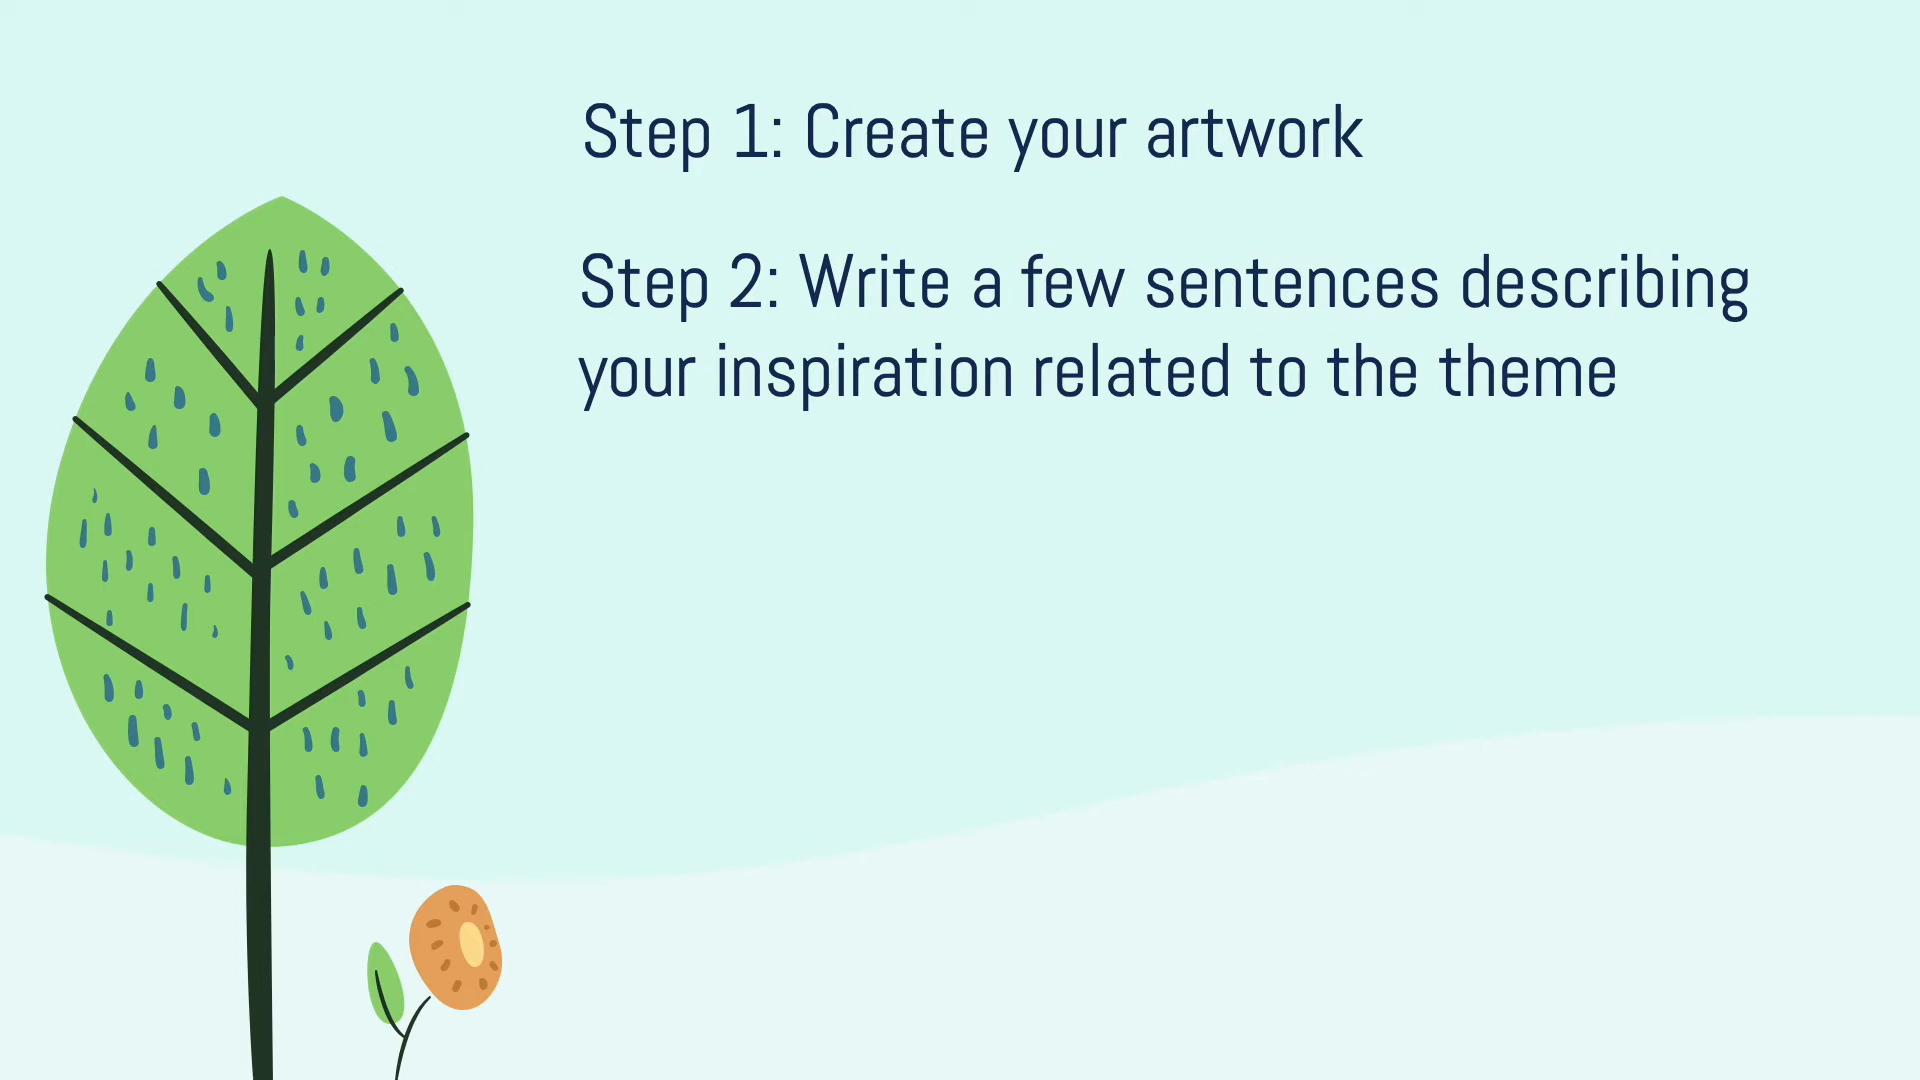 Step 1: Create your artwork
Step 2: Write a few sentences describing
your inspiration related to the theme